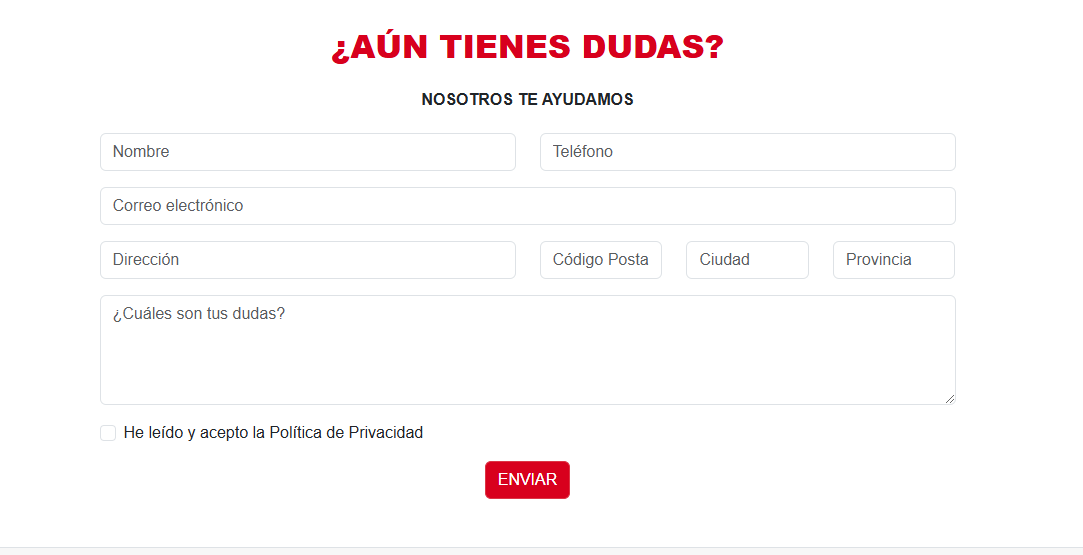 ¿AÚN TIENES DUDAS?
NOSOTROS TE AYUDAMOS
Nombre Teléfono
Correo electrónico
Dirección Código Posta Ciudad Provincia
¿Cuáles son tus dudas?
He leído y acepto la Política de Privacidad
ENVIAR